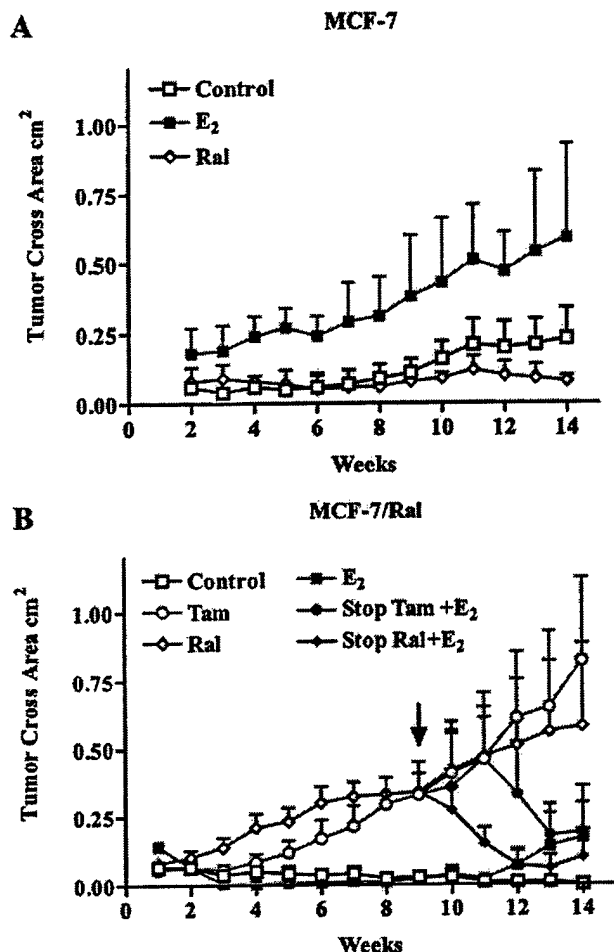 A
MCF-7
Control
E₂
Ral
Tumor Cross Area cm²
1.00
0.75
0.50
0.25
0.00
0 2 4 6 8 10 12 14
Weeks
B
MCF-7/Ral
Control
Tam
Ral
E₂
Stop Tam +E₂
Stop Ral+E₂
Tumor Cross Area cm²
1.00
0.75
0.50
0.25
0.00
0 2 4 6 8 10 12 14
Weeks